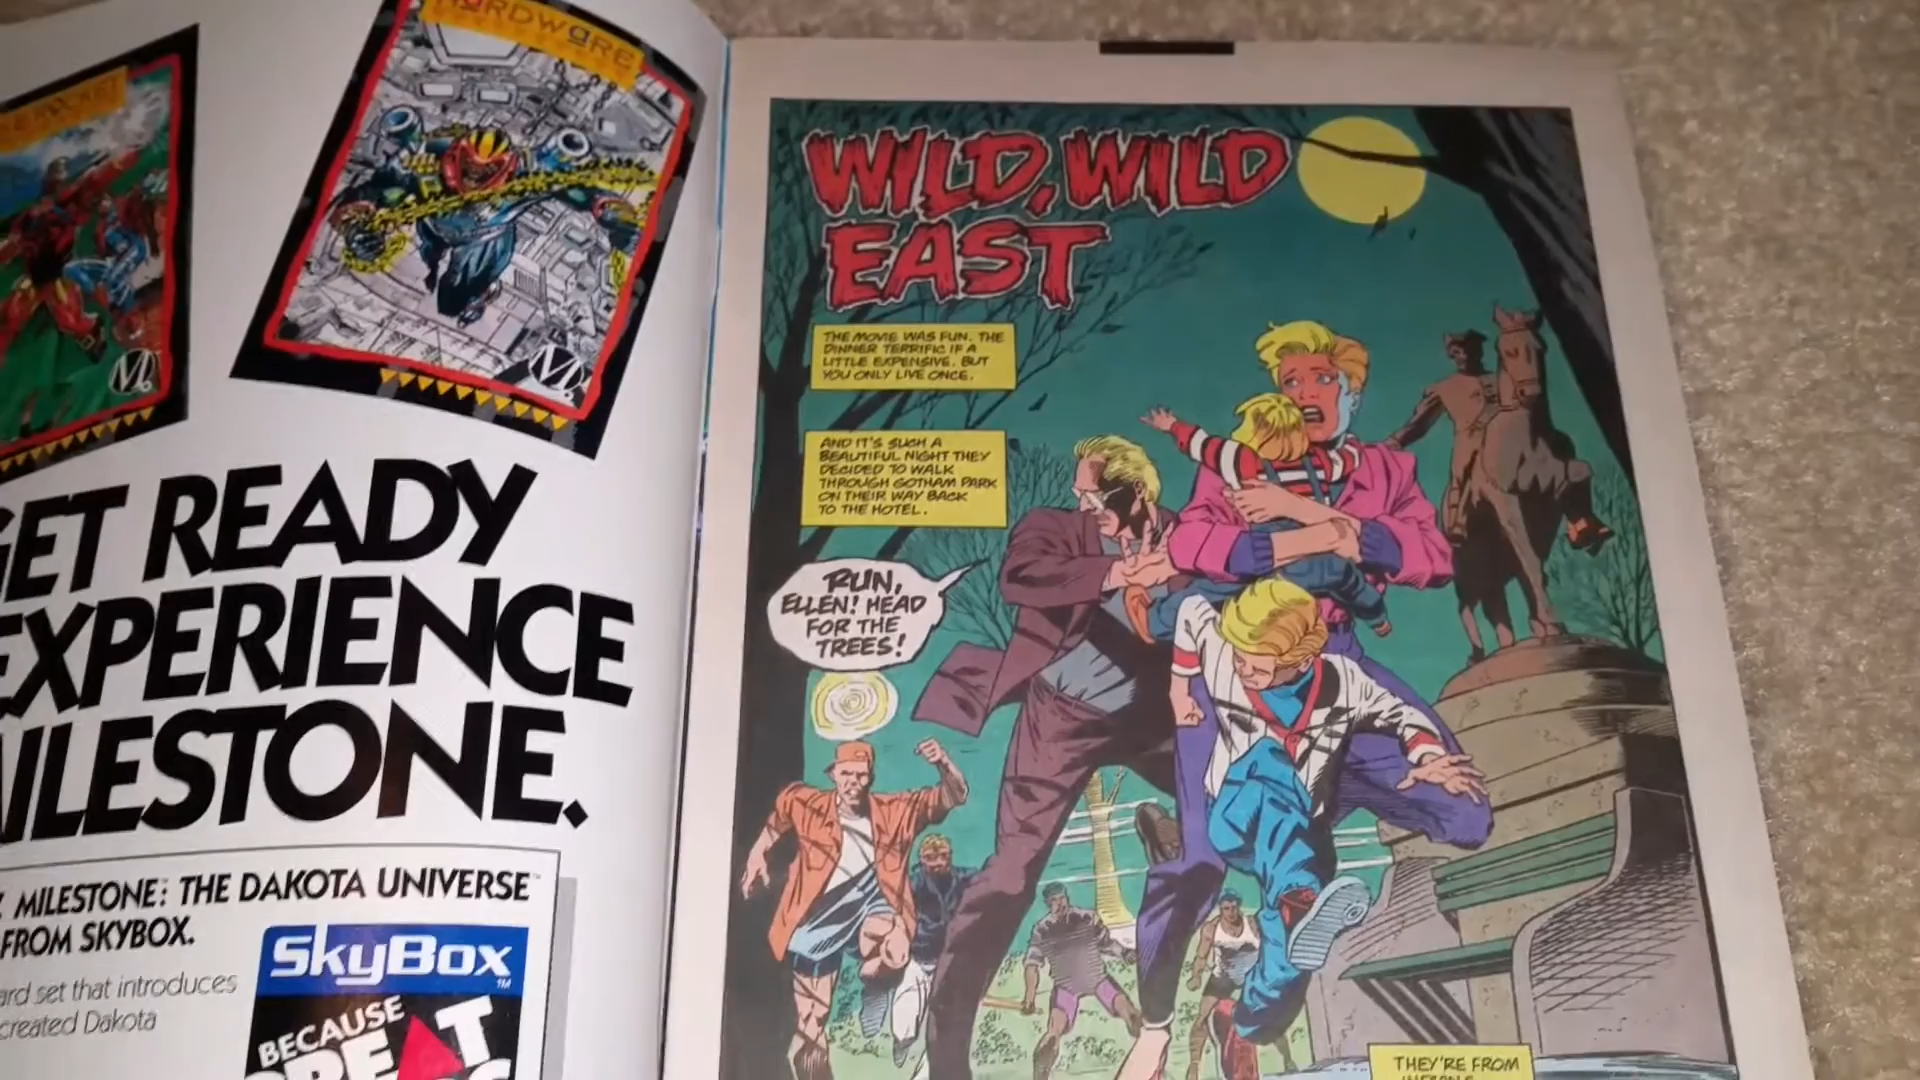 HARDWARE
GET READY
EXPERIENCE
MILESTONE.
MILESTONE: THE DAKOTA UNIVERSE™
FROM SKYBOX.
ard set that introduces
created Dakota
SkyBox™
BECAUSE
WILD, WILD
EAST
THE MOVIE WAS FUN. THE
DINNER TERRIFIC IF A
LITTLE EXPENSIVE. BUT
YOU ONLY LIVE ONCE.
AND IT'S SUCH A
BEAUTIFUL NIGHT THEY
DECIDED TO WALK
THROUGH GOTHAM PARK
ON THEIR WAY BACK
TO THE HOTEL.
RUN,
ELLEN! HEAD
FOR THE
TREES!
THEY'RE FROM